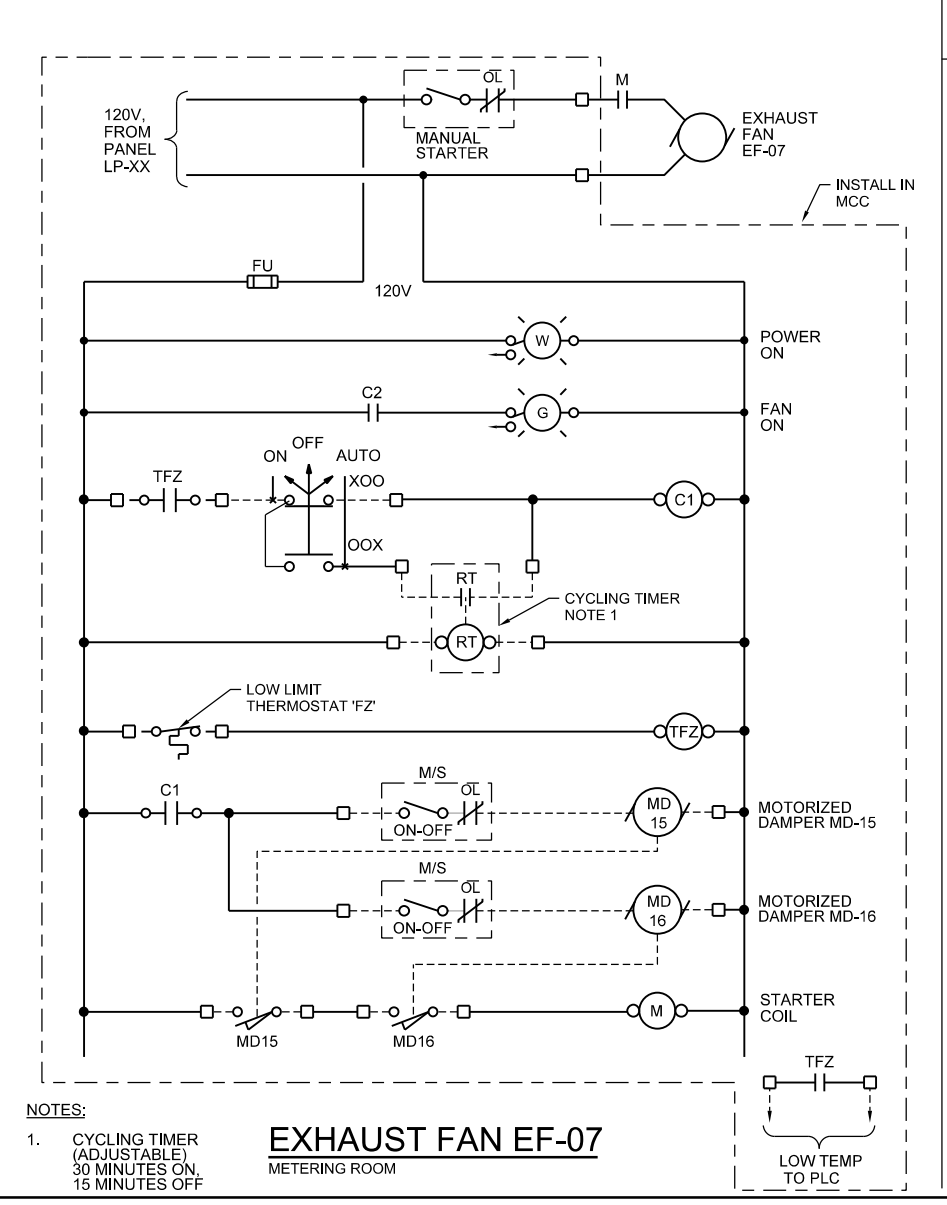 OL
M
120V,
FROM
PANEL
LP-XX
MANUAL
STARTER
EXHAUST
FAN
EF-07
INSTALL IN
MCC
FU
120V
W
POWER
ON
C2
G
FAN
ON
ON
OFF
AUTO
TFZ
XOO
C1
OOX
RT
CYCLING TIMER
NOTE 1
RT
LOW LIMIT
THERMOSTAT 'FZ'
TFZ
C1
M/S
OL
ON-OFF
MD
15
MOTORIZED
DAMPER MD-15
M/S
OL
ON-OFF
MD
16
MOTORIZED
DAMPER MD-16
MD15
MD16
M
STARTER
COIL
TFZ
LOW TEMP
TO PLC
NOTES:
1. CYCLING TIMER
(ADJUSTABLE)
30 MINUTES ON,
15 MINUTES OFF
EXHAUST FAN EF-07
METERING ROOM